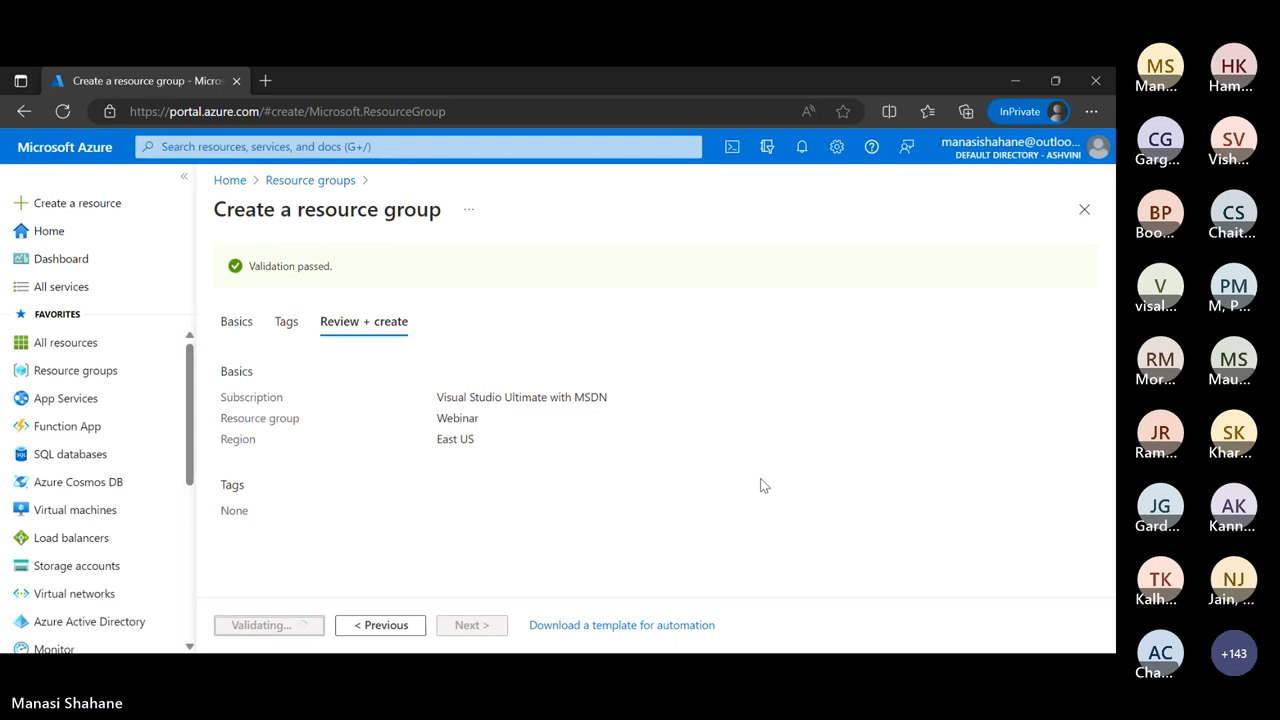 Create a resource group - Micros
https://portal.azure.com/#create/Microsoft.ResourceGroup
InPrivate
Microsoft Azure
Search resources, services, and docs (G+/)
manasishahane@outloo...
DEFAULT DIRECTORY - ASHVINI
Create a resource
Home
Dashboard
All services
FAVORITES
All resources
Resource groups
App Services
Function App
SQL databases
Azure Cosmos DB
Virtual machines
Load balancers
Storage accounts
Virtual networks
Azure Active Directory
Monitor
Home > Resource groups >
Create a resource group ...
Validation passed.
Basics Tags Review + create
Basics
Subscription Visual Studio Ultimate with MSDN
Resource group Webinar
Region East US
Tags
None
Validating... < Previous Next > Download a template for automation
MS HK
Man... Ham...
CG SV
Garg... Vish...
BP CS
Boo... Chait...
V PM
visal... M, P...
RM MS
Mor... Mau...
JR SK
Ram... Khar...
JG AK
Gard... Kann...
TK NJ
Kalh... Jain, ...
AC +143
Cha...
Manasi Shahane